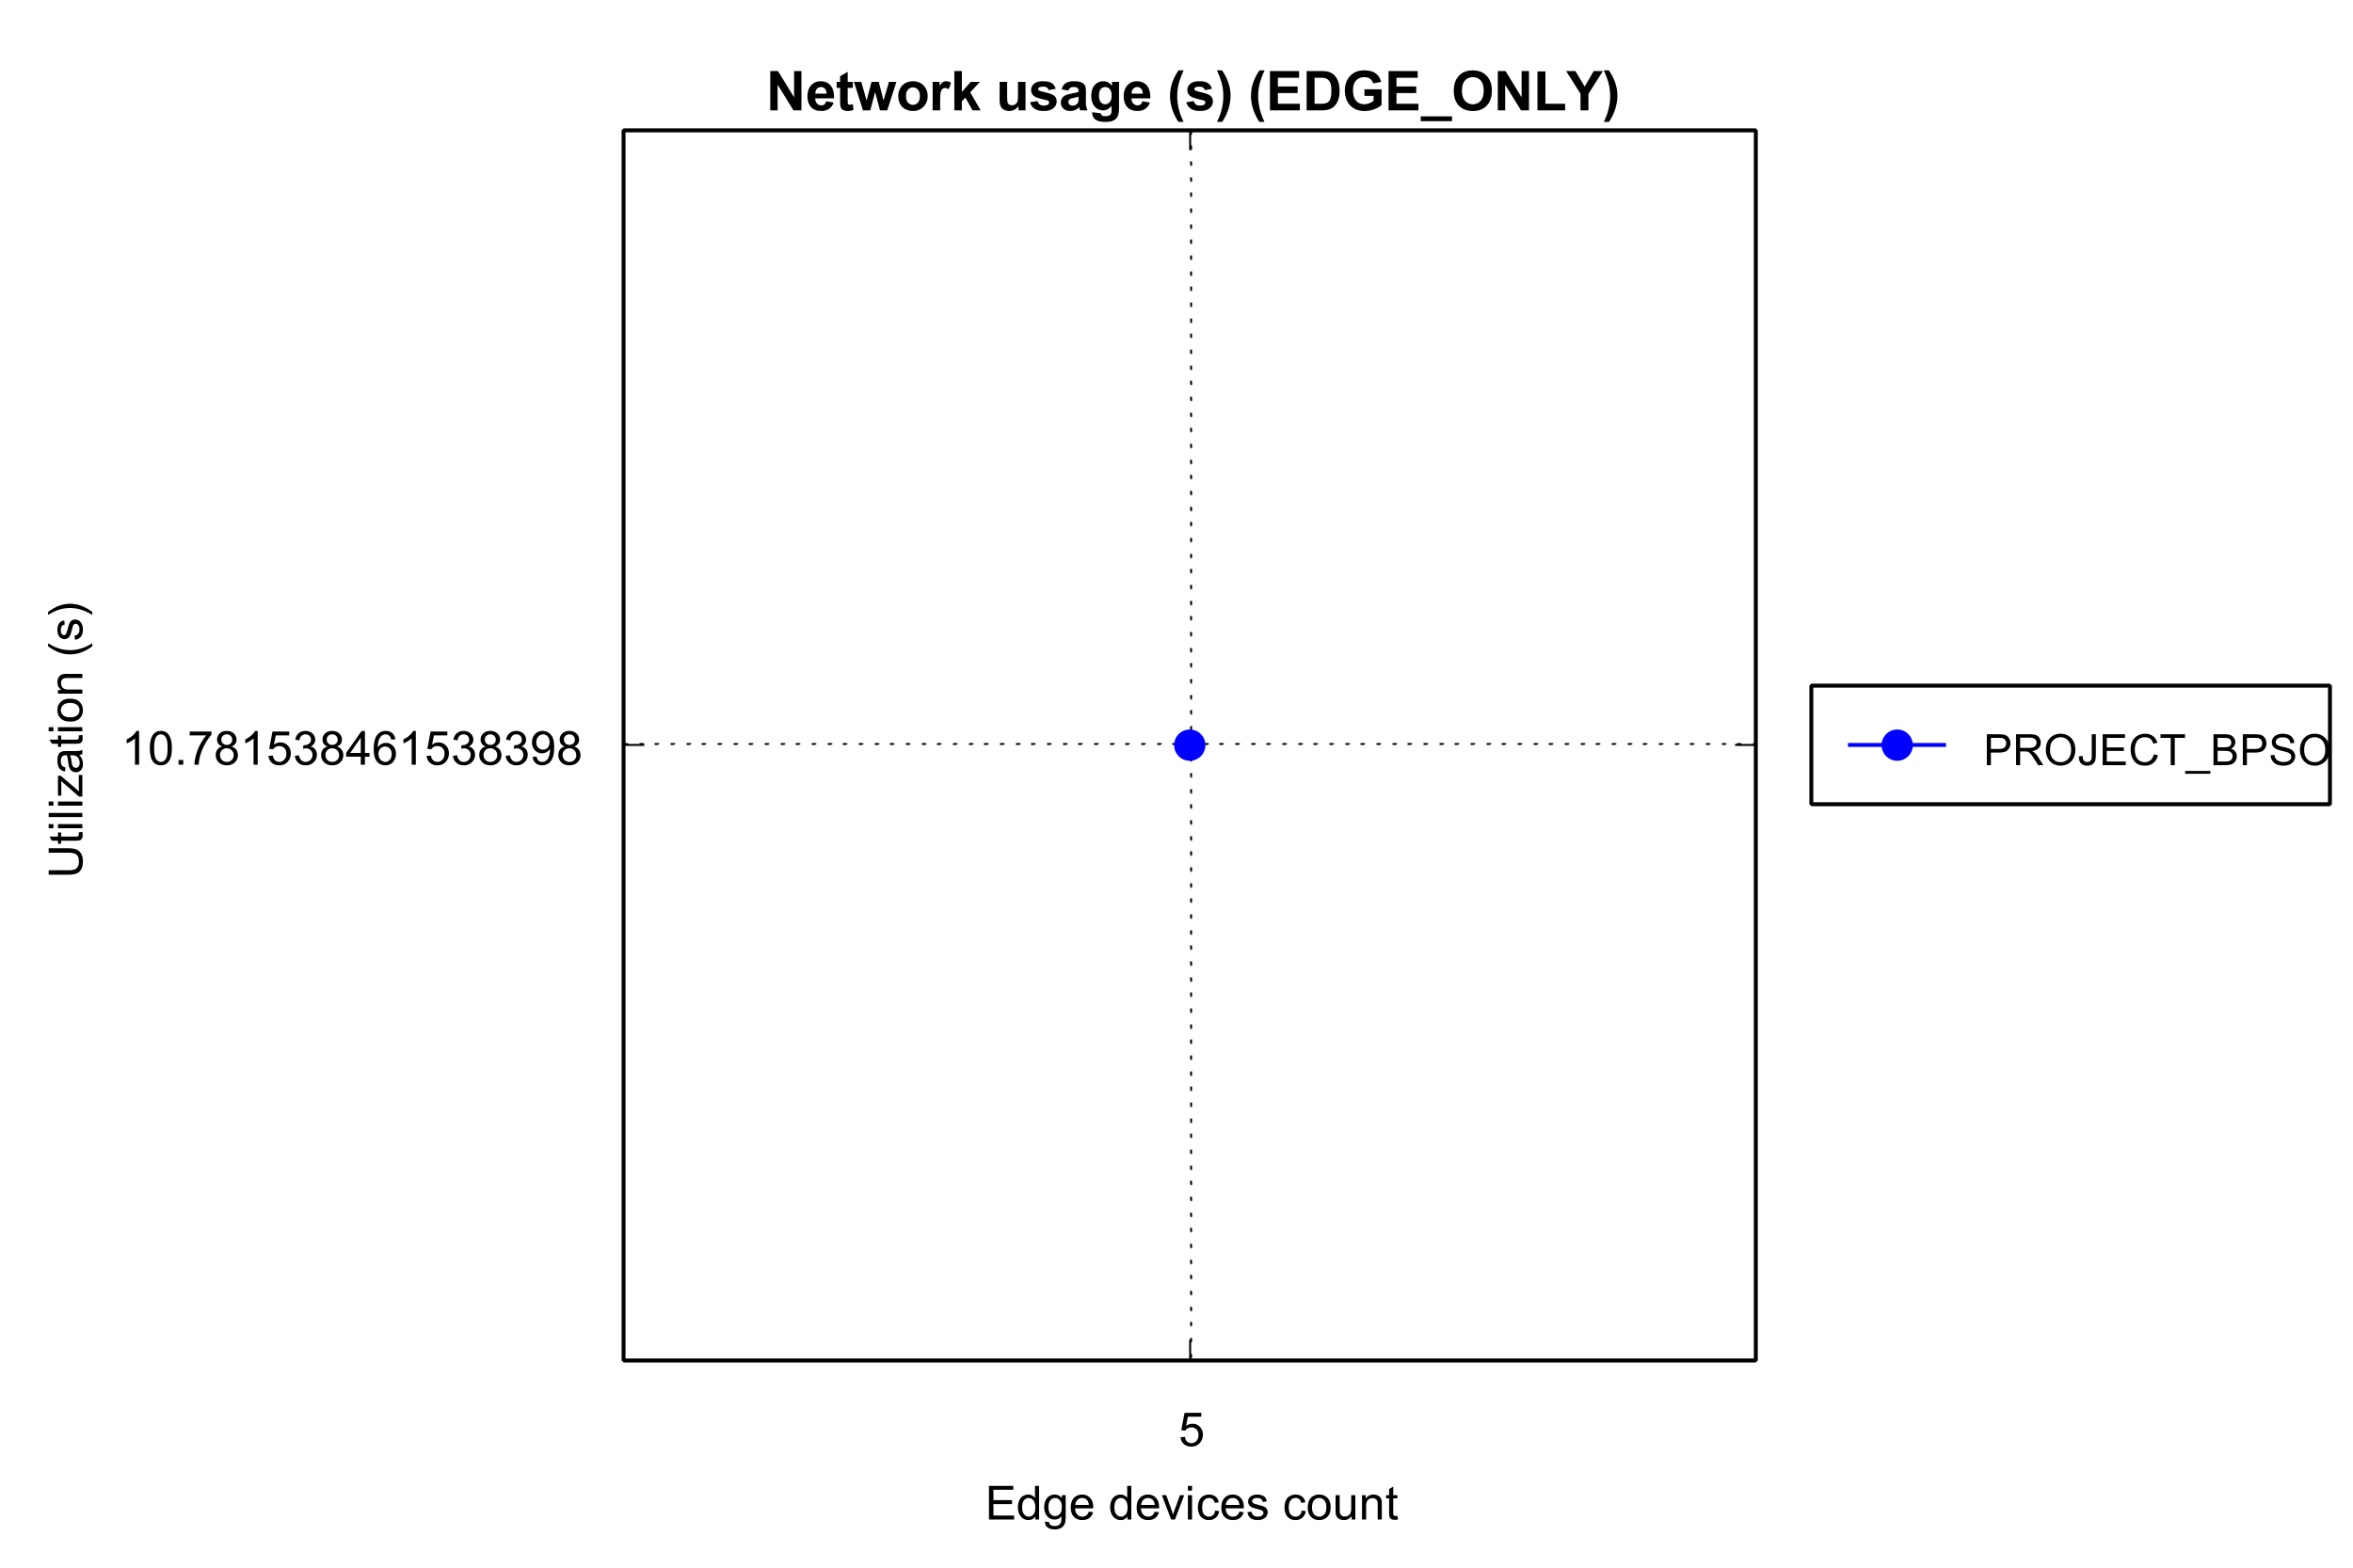 Network usage (s) (EDGE_ONLY)
Utilization (s)
10.781538461538398
PROJECT_BPSO
5
Edge devices count